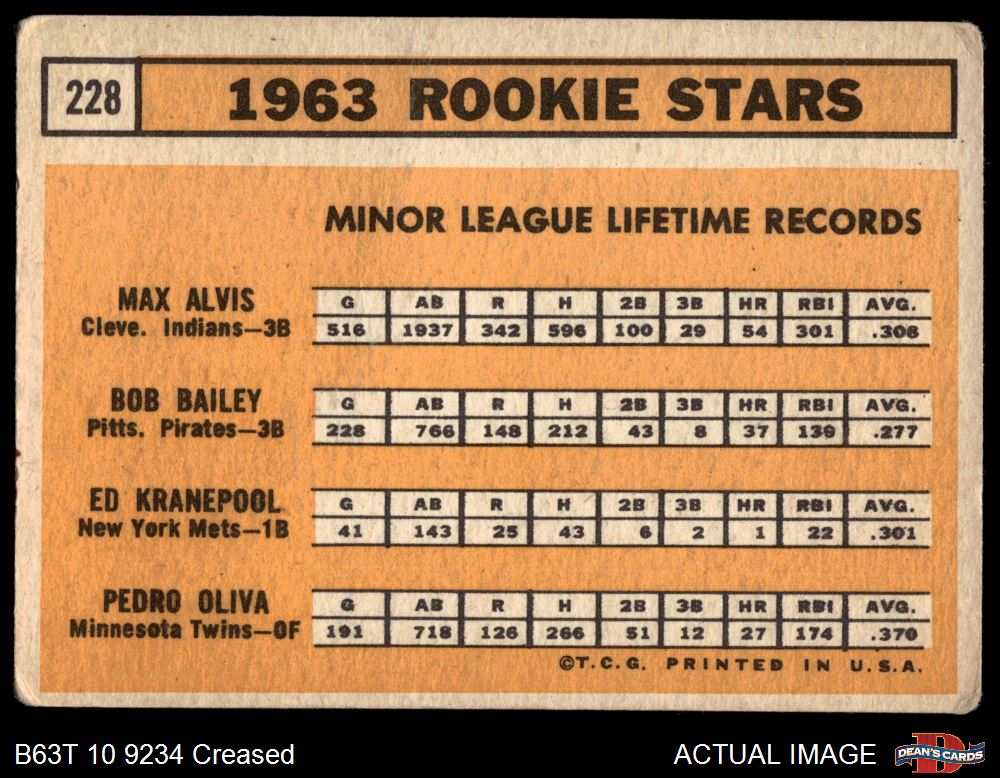 228 1963 ROOKIE STARS
MINOR LEAGUE LIFETIME RECORDS
MAX ALVIS
Cleve. Indians—3B
G AB R H 2B 3B HR RBI AVG.
516 1937 342 596 100 29 54 301 .308
BOB BAILEY
Pitts. Pirates—3B
G AB R H 2B 3B HR RBI AVG.
228 766 148 212 43 8 37 139 .277
ED KRANEPOOL
New York Mets—1B
G AB R H 2B 3B HR RBI AVG.
41 143 25 43 6 2 1 22 .301
PEDRO OLIVA
Minnesota Twins—OF
G AB R H 2B 3B HR RBI AVG.
191 718 126 266 51 12 27 174 .370
©T.C.G. PRINTED IN U.S.A.
B63T 10 9234 Creased
ACTUAL IMAGE
DEAN'S CARDS